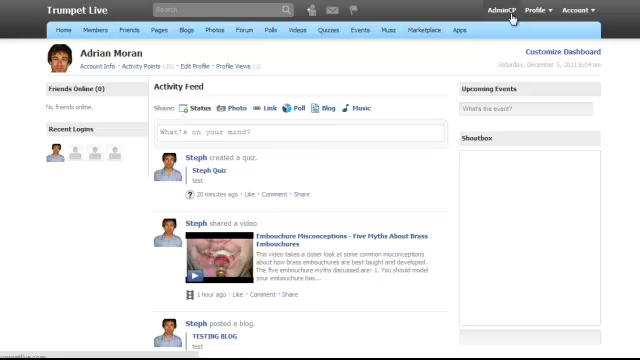 Trumpet Live
Search
AdminCP
Profile
Account
Home
Members
Friends
Pages
Blogs
Photos
Forum
Polls
Videos
Quizzes
Events
Music
Marketplace
Apps
Adrian Moran
Account Info · Activity Points · Edit Profile · Profile Views (1)
Customize Dashboard
Saturday, December 3, 2011 8:54 am
Friends Online (0)
No friends online.
Recent Logins
Activity Feed
Share:
Status
Photo
Link
Poll
Blog
Music
What's on your mind?
Steph created a quiz.
Steph Quiz
test
20 minutes ago · Like · Comment · Share
Steph shared a video
Embouchure Misconceptions - Five Myths About Brass
Embouchures
This video takes a closer look at some common misconceptions
about how brass embouchures are best taught and developed.
The five embouchure myths discussed are: 1. You should model
your embouchure bas...
1 hour ago · Like · Comment · Share
Steph posted a blog.
TESTING BLOG
test
Upcoming Events
What's the event?
Shoutbox